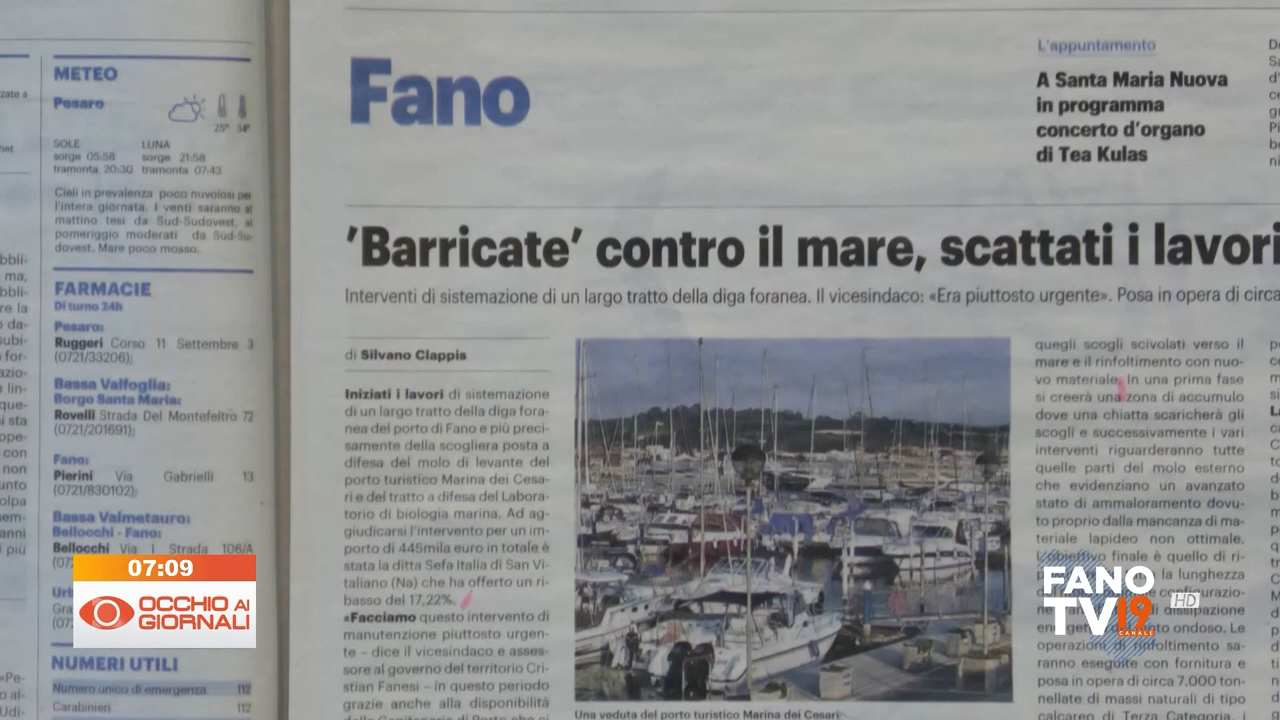 METEO
Pesaro
25° 34°
SOLE LUNA
sorge 05:58 sorge 21:58
tramonta 20:30 tramonta 07:43
Cieli in prevalenza poco nuvolosi per
l'intera giornata. I venti saranno al
mattino tesi da Sud-Sudovest, al
pomeriggio moderati da Sud-Su-
dovest. Mare poco mosso.
FARMACIE
Di turno 24h
Pesaro:
Ruggeri Corso 11 Settembre 3
(0721/33206);
Bassa Valfoglia:
Borgo Santa Maria:
Rovelli Strada Del Montefeltro 72
(0721/201691);
Fano:
Pierini Via Gabrielli 13
(0721/830102);
Bassa Valmetauro:
Bellocchi - Fano:
Bellocchi Via I Strada 106/A
NUMERI UTILI
Numero unico di emergenza 112
Carabinieri 112
Fano
L'appuntamento
A Santa Maria Nuova
in programma
concerto d'organo
di Tea Kulas
'Barricate' contro il mare, scattati i lavori
Interventi di sistemazione di un largo tratto della diga foranea. Il vicesindaco: «Era piuttosto urgente». Posa in opera di circa
di Silvano Clappis
Iniziati i lavori di sistemazione
di un largo tratto della diga fora-
nea del porto di Fano e più preci-
samente della scogliera posta a
difesa del molo di levante del
porto turistico Marina dei Cesa-
ri e del tratto a difesa del Labora-
torio di biologia marina. Ad ag-
giudicarsi l'intervento per un im-
porto di 445mila euro in totale è
stata la ditta Sefa Italia di San Vi-
taliano (Na) che ha offerto un ri-
basso del 17,22%.
«Facciamo questo intervento di
manutenzione piuttosto urgen-
te – dice il vicesindaco e asses-
sore al governo del territorio Cri-
stian Fanesi – in questo periodo
grazie anche alla disponibilità
Una veduta del porto turistico Marina dei Cesari
quegli scogli scivolati verso il
mare e il rinfoltimento con nuo-
vo materiale. In una prima fase
si creerà una zona di accumulo
dove una chiatta scaricherà gli
scogli e successivamente i vari
interventi riguarderanno tutte
quelle parti del molo esterno
che evidenziano un avanzato
stato di ammaloramento dovu-
to proprio dalla mancanza di ma-
teriale lapideo non ottimale.
L'obiettivo finale è quello di ri-
la lunghezza
di dissipazione
ondoso. Le
operazioni di rinfoltimento sa-
ranno eseguite con fornitura e
posa in opera di circa 7.000 ton-
nellate di massi naturali di tipo
calcareo di Terza Categoria, i
07:09
OCCHIO AI
GIORNALI
FANO
TV19
CANALE
HD